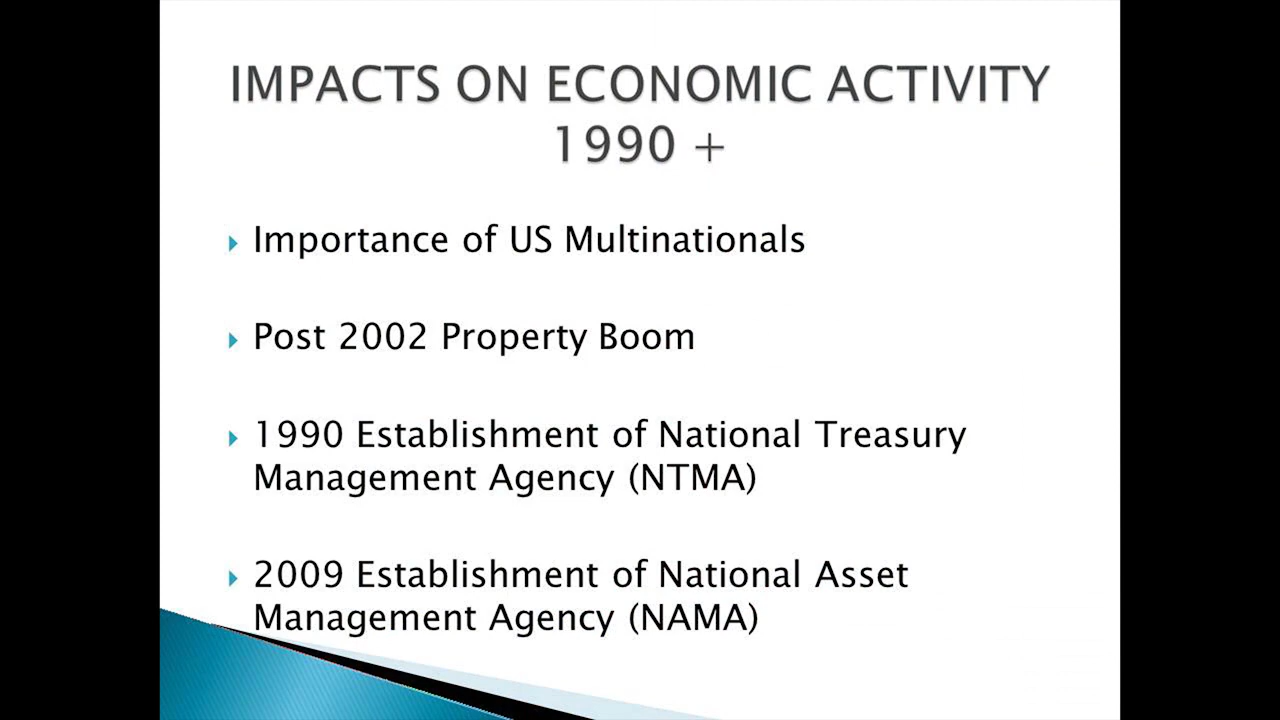 IMPACTS ON ECONOMIC ACTIVITY
1990 +
Importance of US Multinationals
Post 2002 Property Boom
1990 Establishment of National Treasury
Management Agency (NTMA)
2009 Establishment of National Asset
Management Agency (NAMA)